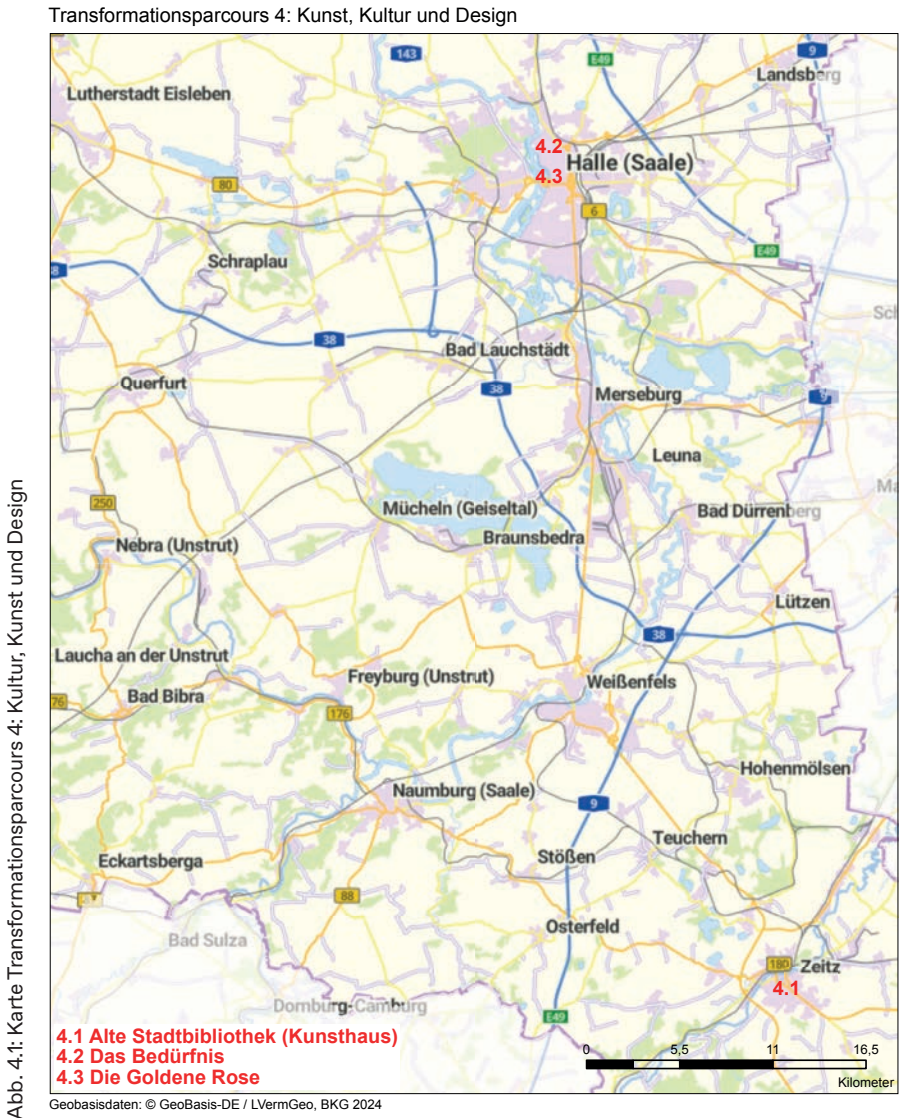 Transformationsparcours 4: Kunst, Kultur und Design
Abb. 4.1: Karte Transformationsparcours 4: Kultur, Kunst und Design
143
E49
9
Landsberg
Lutherstadt Eisleben
4.2
Halle (Saale)
4.3
80
6
E49
Schraplau
38
Bad Lauchstädt
Querfurt
38
Merseburg
9
Leuna
250
Mücheln (Geiseltal)
Bad Dürrenberg
Braunsbedra
Nebra (Unstrut)
Lützen
38
Laucha an der Unstrut
Freyburg (Unstrut)
Weißenfels
76
Bad Bibra
176
Hohenmölsen
Naumburg (Saale)
9
Teuchern
Stößen
Eckartsberga
88
Osterfeld
Bad Sulza
180
Zeitz
4.1
Dornburg-Camburg
E49
4.1 Alte Stadtbibliothek (Kunsthaus)
4.2 Das Bedürfnis
4.3 Die Goldene Rose
0 5,5 11 16,5
Kilometer
Geobasisdaten: © GeoBasis-DE / LVermGeo, BKG 2024